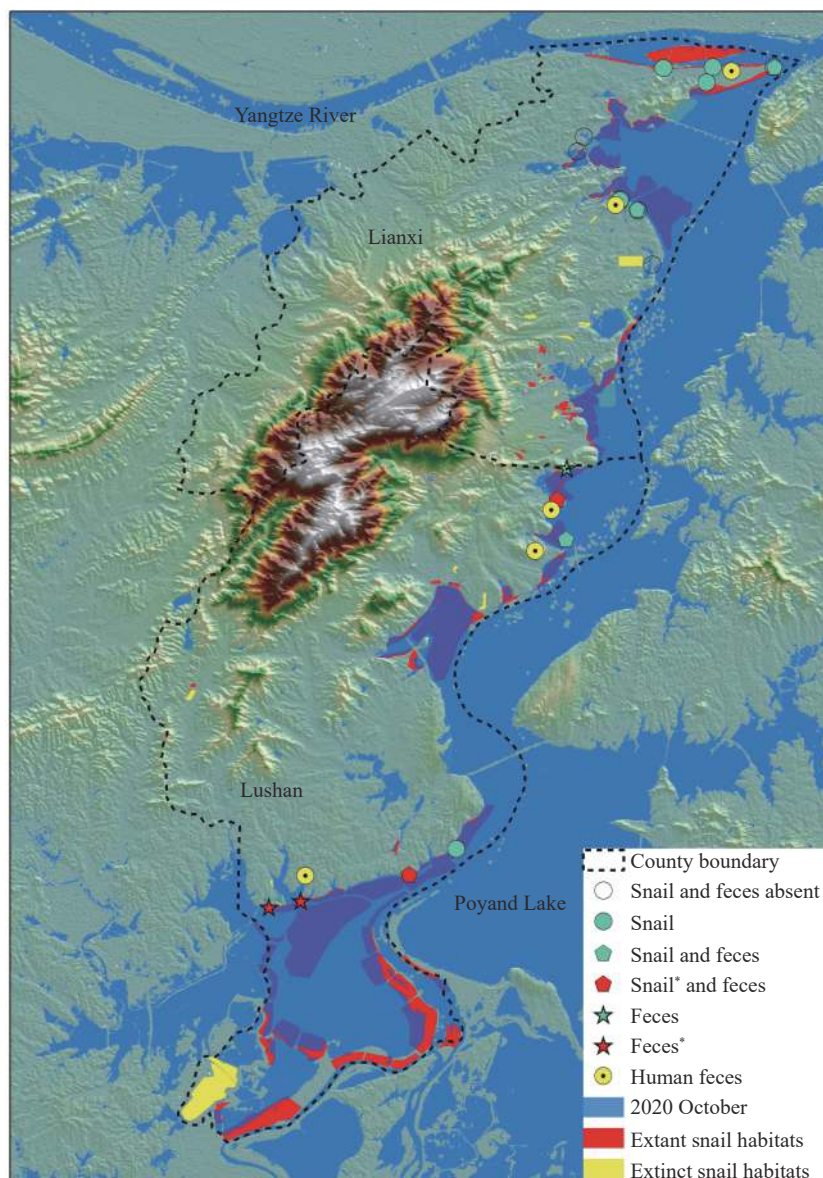 Yangtze River
Lianxi
Lushan
Poyand Lake
County boundary
Snail and feces absent
Snail
Snail and feces
Snail* and feces
Feces
Feces*
Human feces
2020 October
Extant snail habitats
Extinct snail habitats